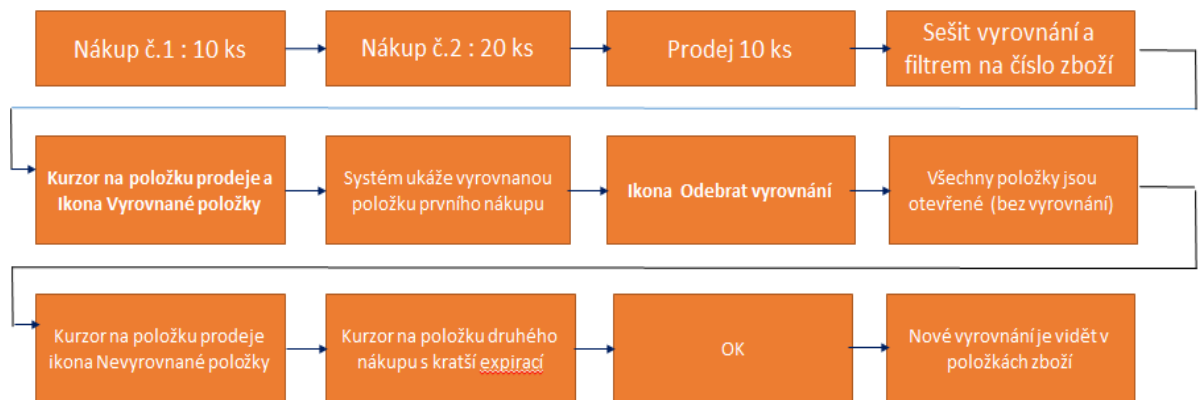 Nákup č.1 : 10 ks
Nákup č.2 : 20 ks
Prodej 10 ks
Sešit vyrovnání a
filtrem na číslo zboží
Kurzor na položku prodeje a
Ikona Vyrovnané položky
Systém ukáže vyrovnanou
položku prvního nákupu
Ikona Odebrat vyrovnání
Všechny položky jsou
otevřené (bez vyrovnání)
Kurzor na položku prodeje
ikona Nevyrovnané položky
Kurzor na položku druhého
nákupu s kratší expirací
OK
Nové vyrovnání je vidět v
položkách zboží